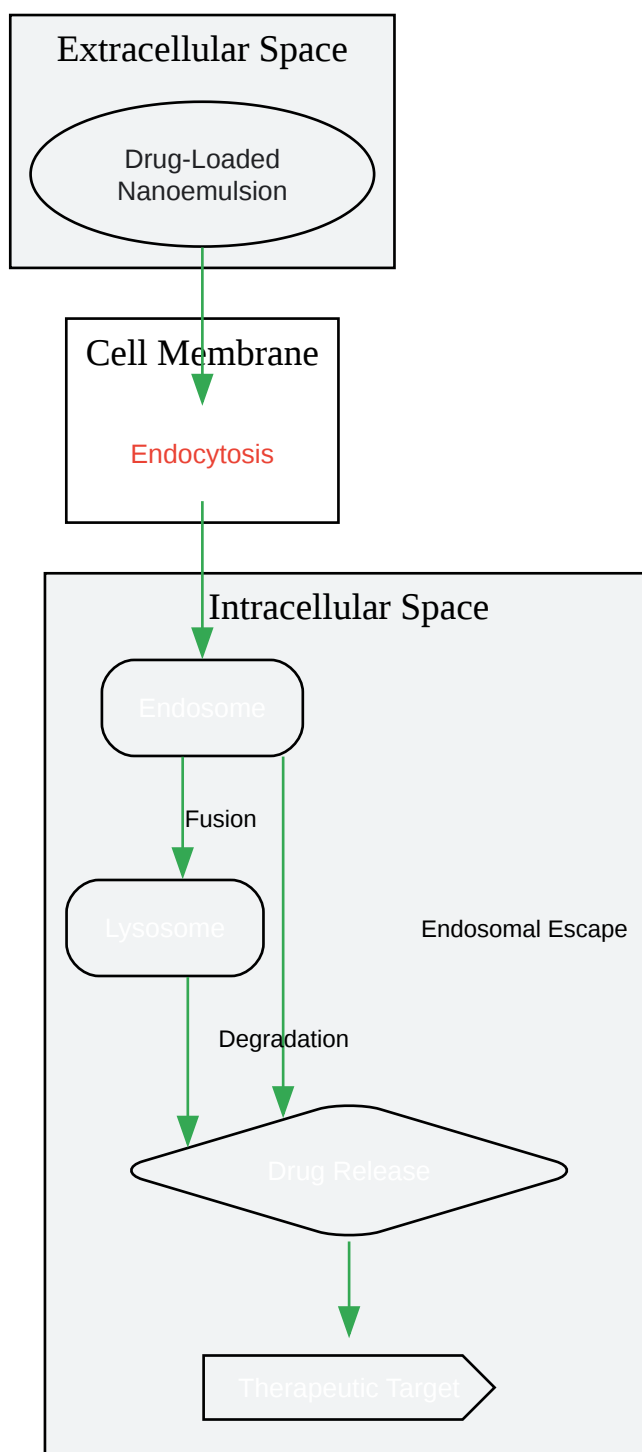 Extracellular Space
Drug-Loaded
Nanoemulsion
Cell Membrane
Endocytosis
Intracellular Space
Endosome
Fusion
Lysosome
Endosomal Escape
Degradation
Drug Release
Therapeutic Target